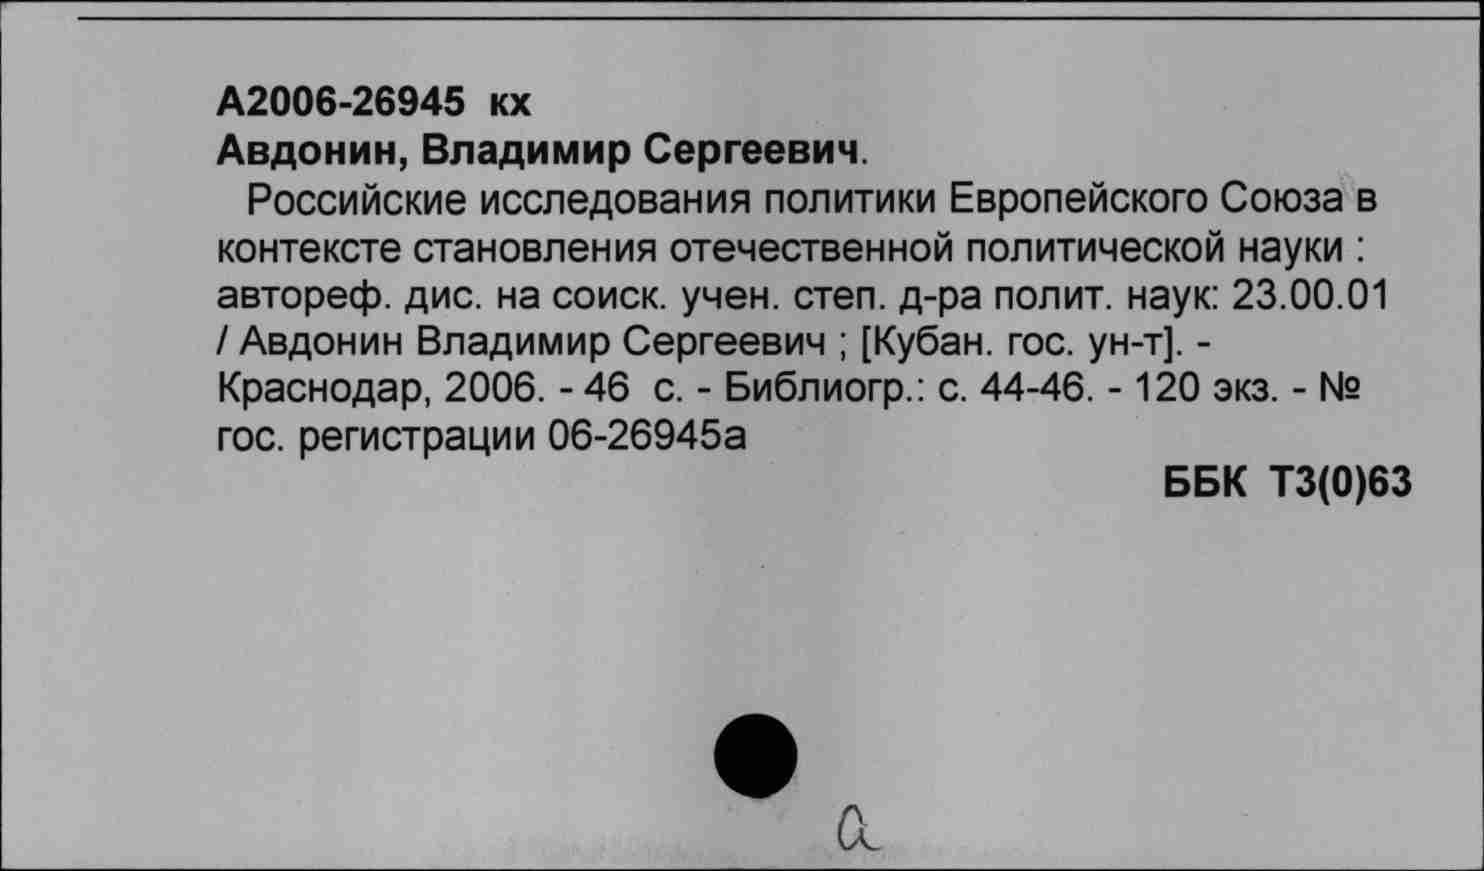 А2006-26945 кх
Авдонин, Владимир Сергеевич.
Российские исследования политики Европейского Союза в
контексте становления отечественной политической науки :
автореф. дис. на соиск. учен. степ. д-ра полит. наук: 23.00.01
/ Авдонин Владимир Сергеевич ; [Кубан. гос. ун-т]. -
Краснодар, 2006. - 46 с. - Библиогр.: с. 44-46. - 120 экз. - №
гос. регистрации 06-26945а
ББК Т3(0)63
а